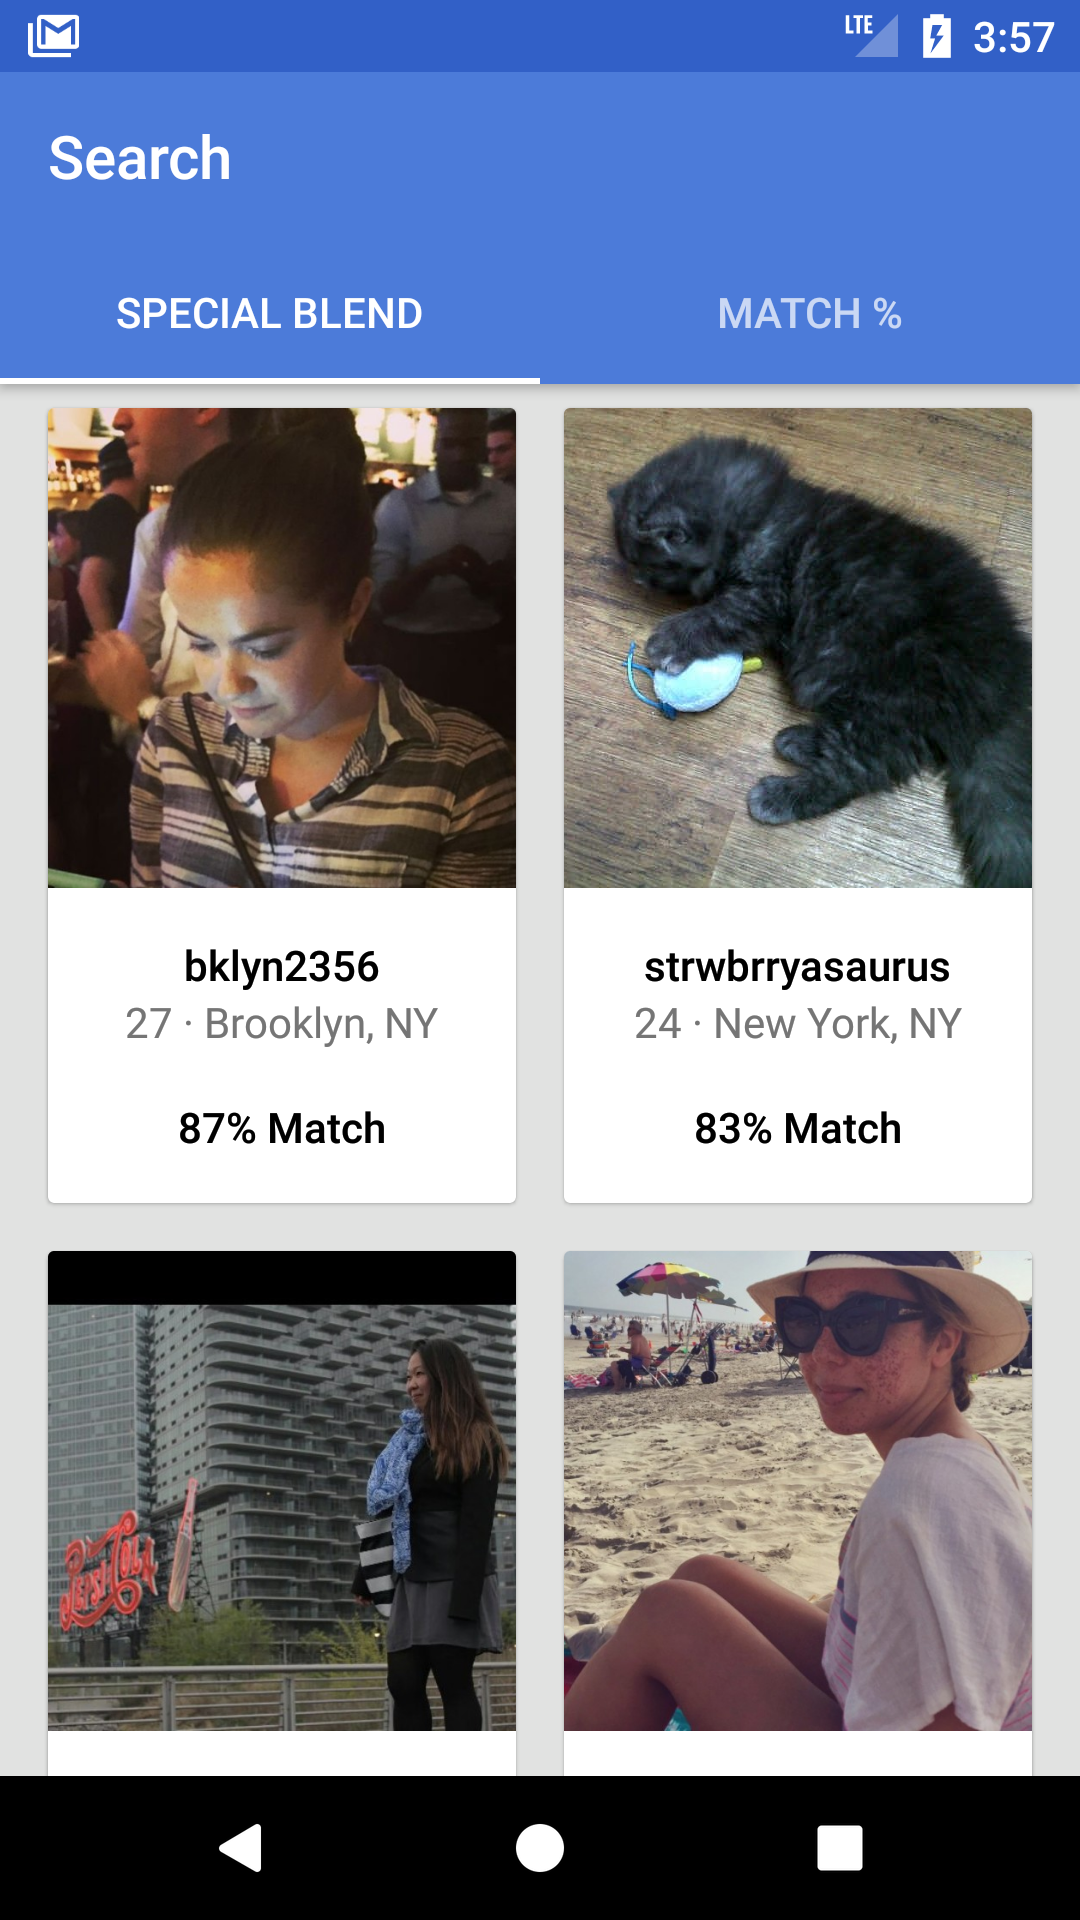 LTE 3:57
Search
SPECIAL BLEND MATCH %
bklyn2356
27 · Brooklyn, NY
87% Match
strwbrryasaurus
24 · New York, NY
83% Match
Pepsi Cola